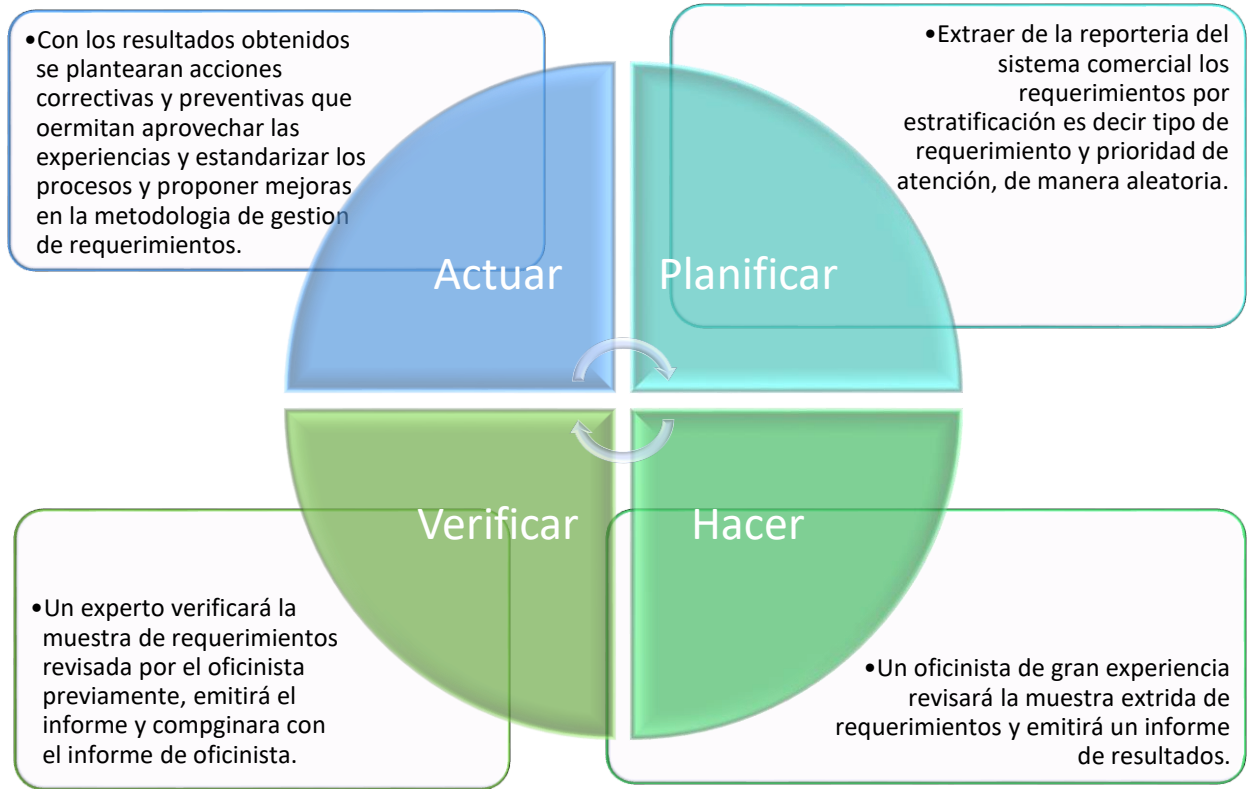 •Con los resultados obtenidos
se plantearan acciones
correctivas y preventivas que
oermitan aprovechar las
experiencias y estandarizar los
procesos y proponer mejoras
en la metodologia de gestion
de requerimientos.
•Extraer de la reporteria del
sistema comercial los
requerimientos por
estratificación es decir tipo de
requerimiento y prioridad de
atención, de manera aleatoria.
Actuar
Planificar
Verificar
Hacer
•Un experto verificará la
muestra de requerimientos
revisada por el oficinista
previamente, emitirá el
informe y compginara con
el informe de oficinista.
•Un oficinista de gran experiencia
revisará la muestra extrida de
requerimientos y emitirá un informe
de resultados.